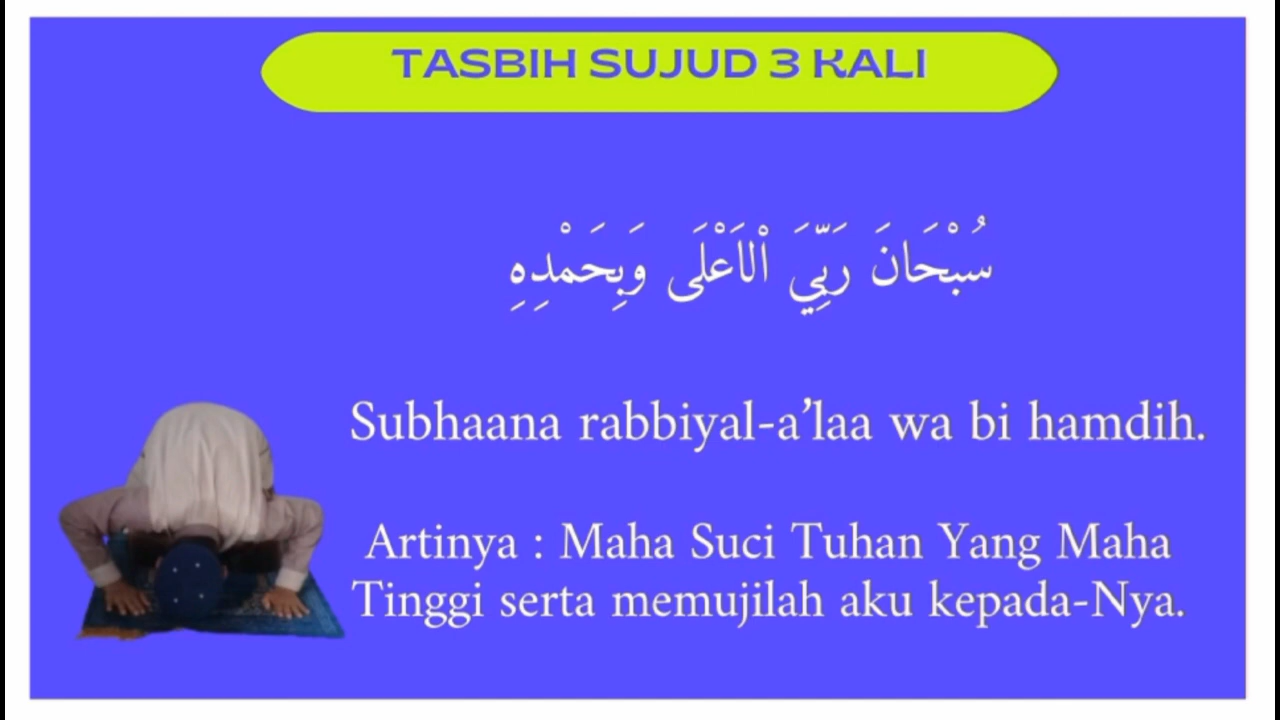 TASBIH SUJUD 3 KALI
سُبْحَانَ رَبِّيَ اْلاَعْلَى وَبِحَمْدِهِ
Subhaana rabbiyal-a’laa wa bi hamdih.
Artinya : Maha Suci Tuhan Yang Maha
Tinggi serta memujilah aku kepada-Nya.